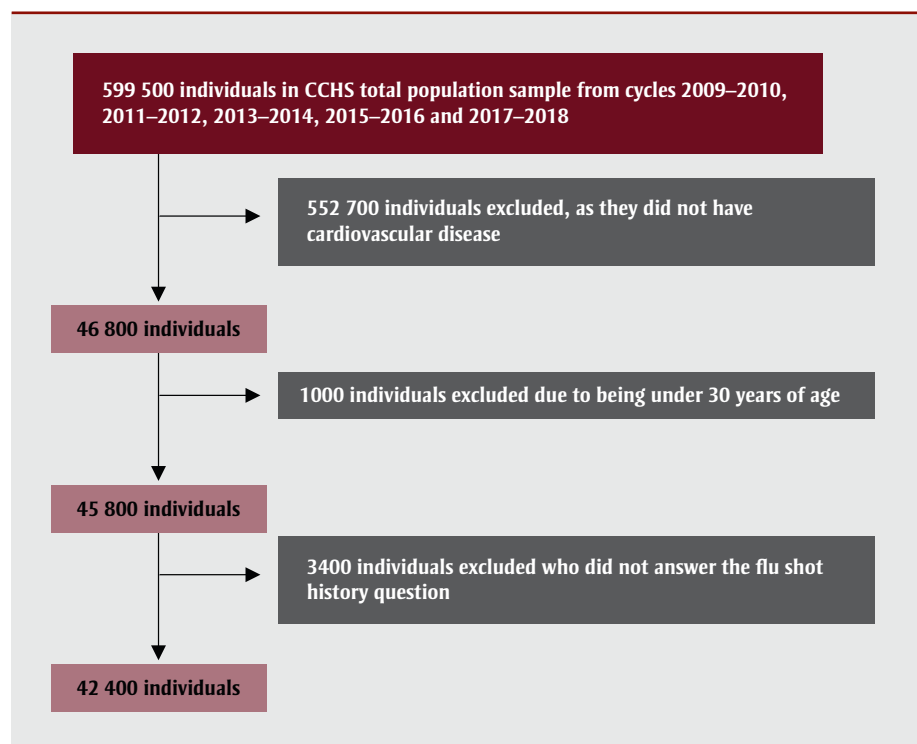 599 500 individuals in CCHS total population sample from cycles 2009–2010,
2011–2012, 2013–2014, 2015–2016 and 2017–2018
552 700 individuals excluded, as they did not have
cardiovascular disease
46 800 individuals
1000 individuals excluded due to being under 30 years of age
45 800 individuals
3400 individuals excluded who did not answer the flu shot
history question
42 400 individuals